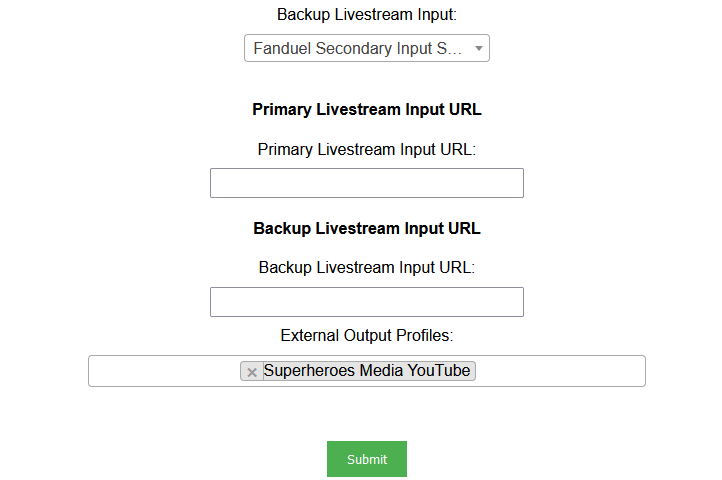 Backup Livestream Input:
Fanduel Secondary Input S...
Primary Livestream Input URL
Primary Livestream Input URL:
Backup Livestream Input URL
Backup Livestream Input URL:
External Output Profiles:
× Superheroes Media YouTube
Submit